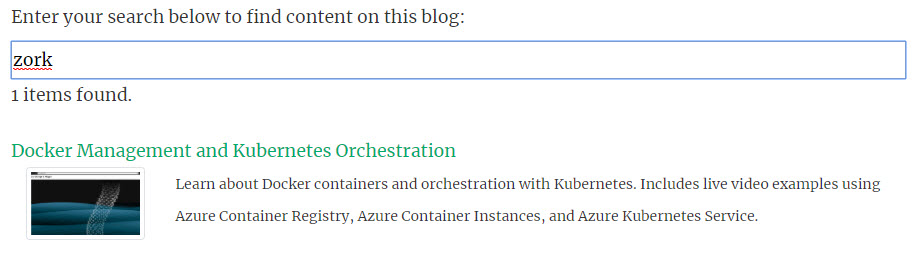 Enter your search below to find content on this blog:
zork
1 items found.
Docker Management and Kubernetes Orchestration
Learn about Docker containers and orchestration with Kubernetes. Includes live video examples using
Azure Container Registry, Azure Container Instances, and Azure Kubernetes Service.